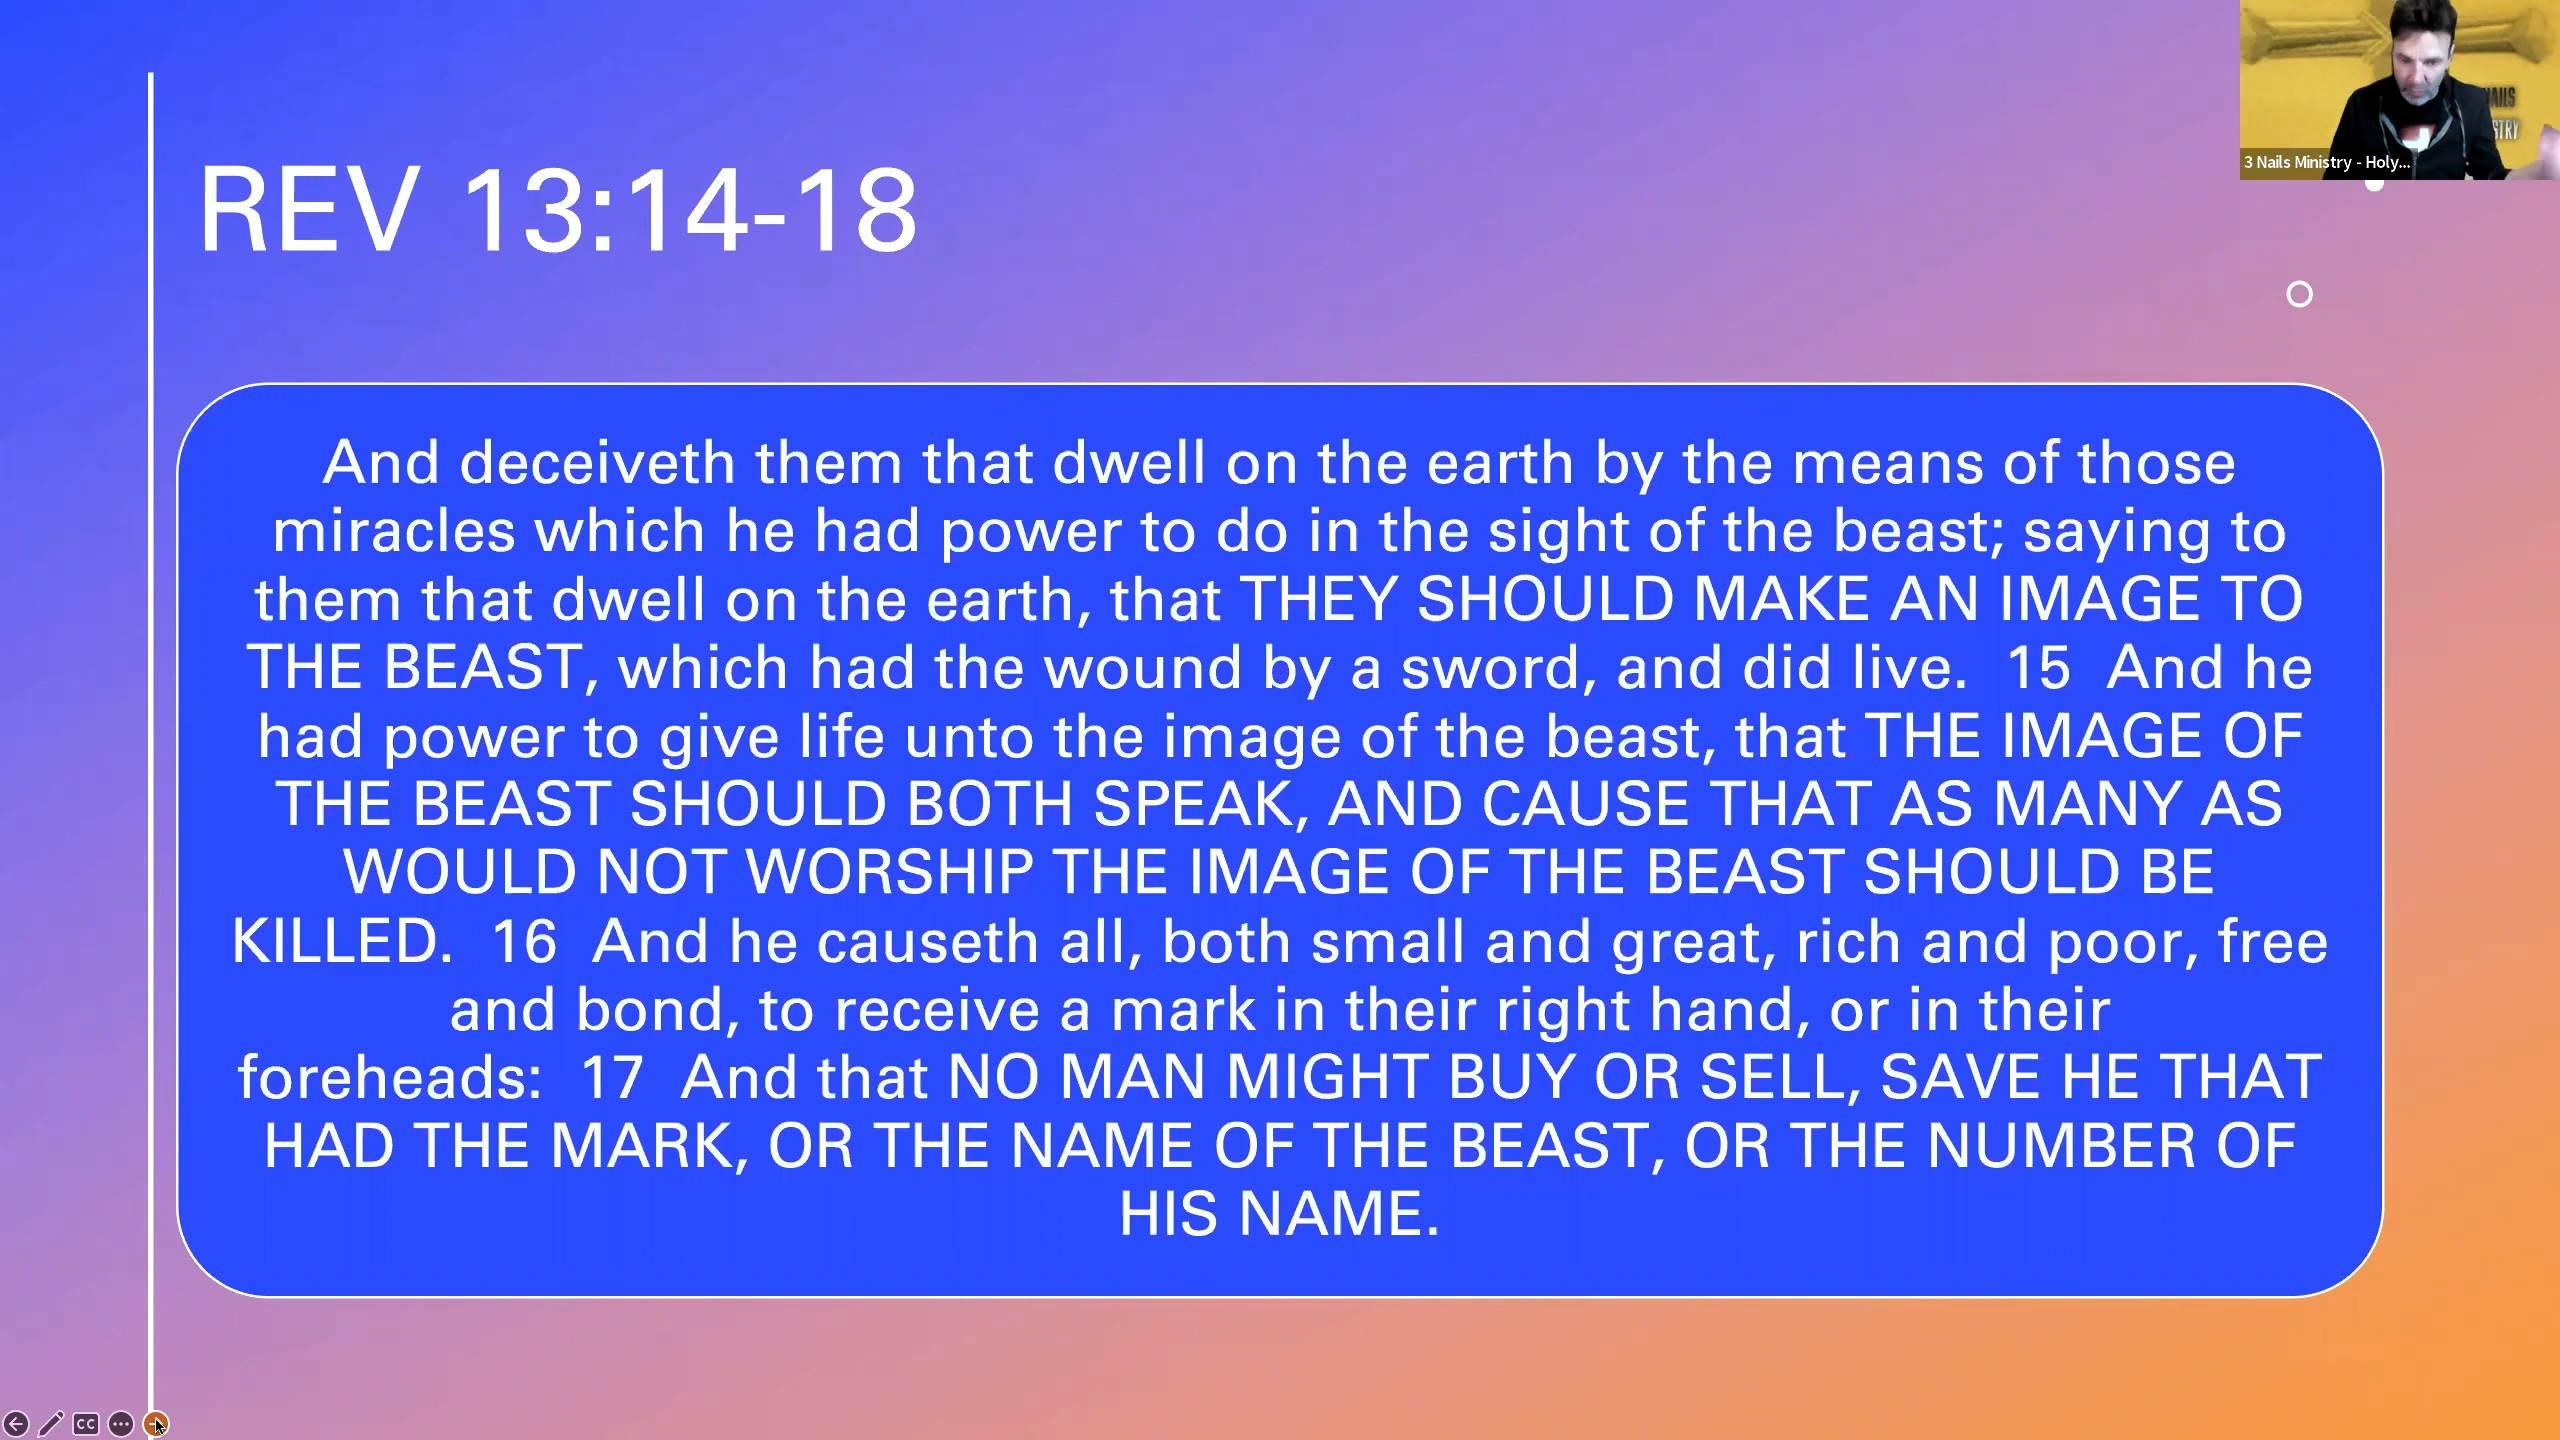 REV 13:14-18
And deceiveth them that dwell on the earth by the means of those
miracles which he had power to do in the sight of the beast; saying to
them that dwell on the earth, that THEY SHOULD MAKE AN IMAGE TO
THE BEAST, which had the wound by a sword, and did live.  15  And he
had power to give life unto the image of the beast, that THE IMAGE OF
THE BEAST SHOULD BOTH SPEAK, AND CAUSE THAT AS MANY AS
WOULD NOT WORSHIP THE IMAGE OF THE BEAST SHOULD BE
KILLED.  16  And he causeth all, both small and great, rich and poor, free
and bond, to receive a mark in their right hand, or in their
foreheads:  17  And that NO MAN MIGHT BUY OR SELL, SAVE HE THAT
HAD THE MARK, OR THE NAME OF THE BEAST, OR THE NUMBER OF
HIS NAME.
3 Nails Ministry - Holy...
CC